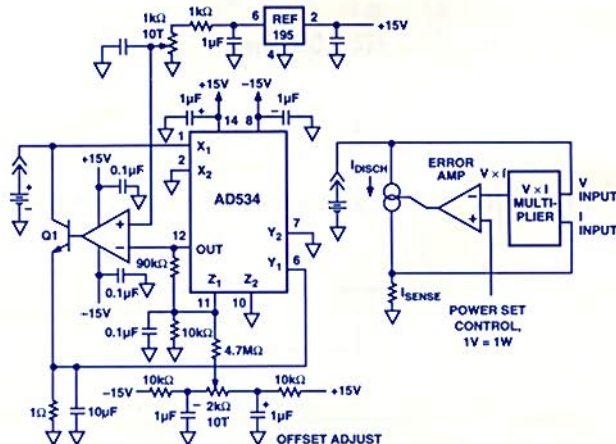 1kΩ
10T
1kΩ
1µF
6
REF
195
2
4
+15V
1µF
+15V
+
14
−15V
8
−
1µF
1
X1
2
X2
AD534
Y2
7
Y1
6
OUT
12
Z1
11
Z2
10
+
−
+15V
0.1µF
+
−
Q1
0.1µF
−15V
90kΩ
0.1µF
10kΩ
4.7MΩ
1Ω
10µF
−15V
10kΩ
−
1µF
2kΩ
10T
+
1µF
10kΩ
+15V
OFFSET ADJUST
IDISCH
ERROR
AMP
V × I
−
+
V × I
MULTI-
PLIER
V
INPUT
I
INPUT
ISENSE
POWER SET
CONTROL,
1V = 1W